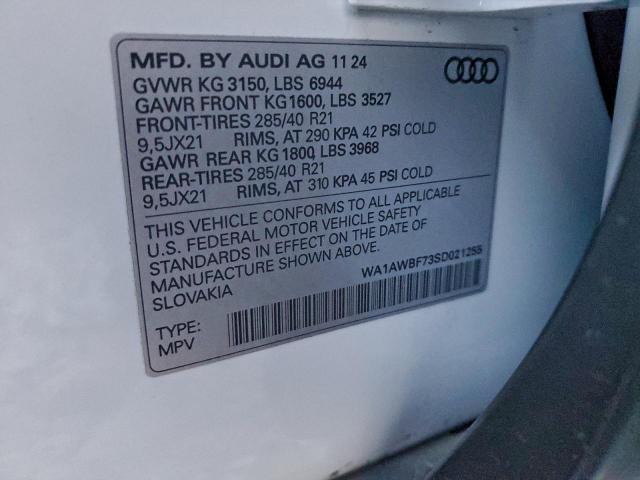 MFD. BY AUDI AG 11 24
GVWR KG 3150, LBS 6944
GAWR FRONT KG1600, LBS 3527
FRONT-TIRES 285/40 R21
9,5JX21 RIMS, AT 290 KPA 42 PSI COLD
GAWR REAR KG 1800, LBS 3968
REAR-TIRES 285/40 R21
9,5JX21 RIMS, AT 310 KPA 45 PSI COLD
THIS VEHICLE CONFORMS TO ALL APPLICABLE
U.S. FEDERAL MOTOR VEHICLE SAFETY
STANDARDS IN EFFECT ON THE DATE OF
MANUFACTURE SHOWN ABOVE.
SLOVAKIA WA1AWBF73SD021255
TYPE:
MPV